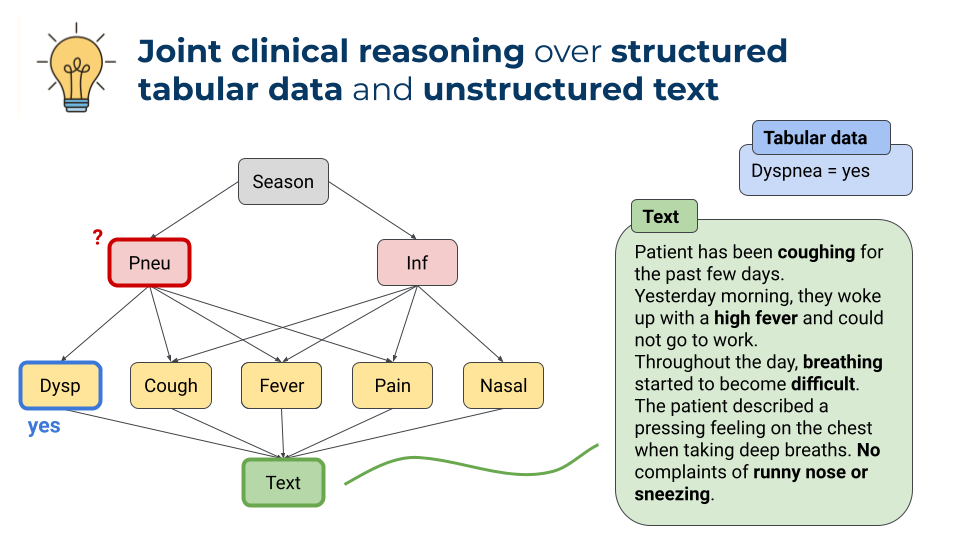 Joint clinical reasoning over structured
tabular data and unstructured text
Tabular data
Dyspnea = yes
Season
?
Pneu
Inf
Dysp
Cough
Fever
Pain
Nasal
yes
Text
Text
Patient has been coughing for
the past few days.
Yesterday morning, they woke
up with a high fever and could
not go to work.
Throughout the day, breathing
started to become difficult.
The patient described a
pressing feeling on the chest
when taking deep breaths. No
complaints of runny nose or
sneezing.